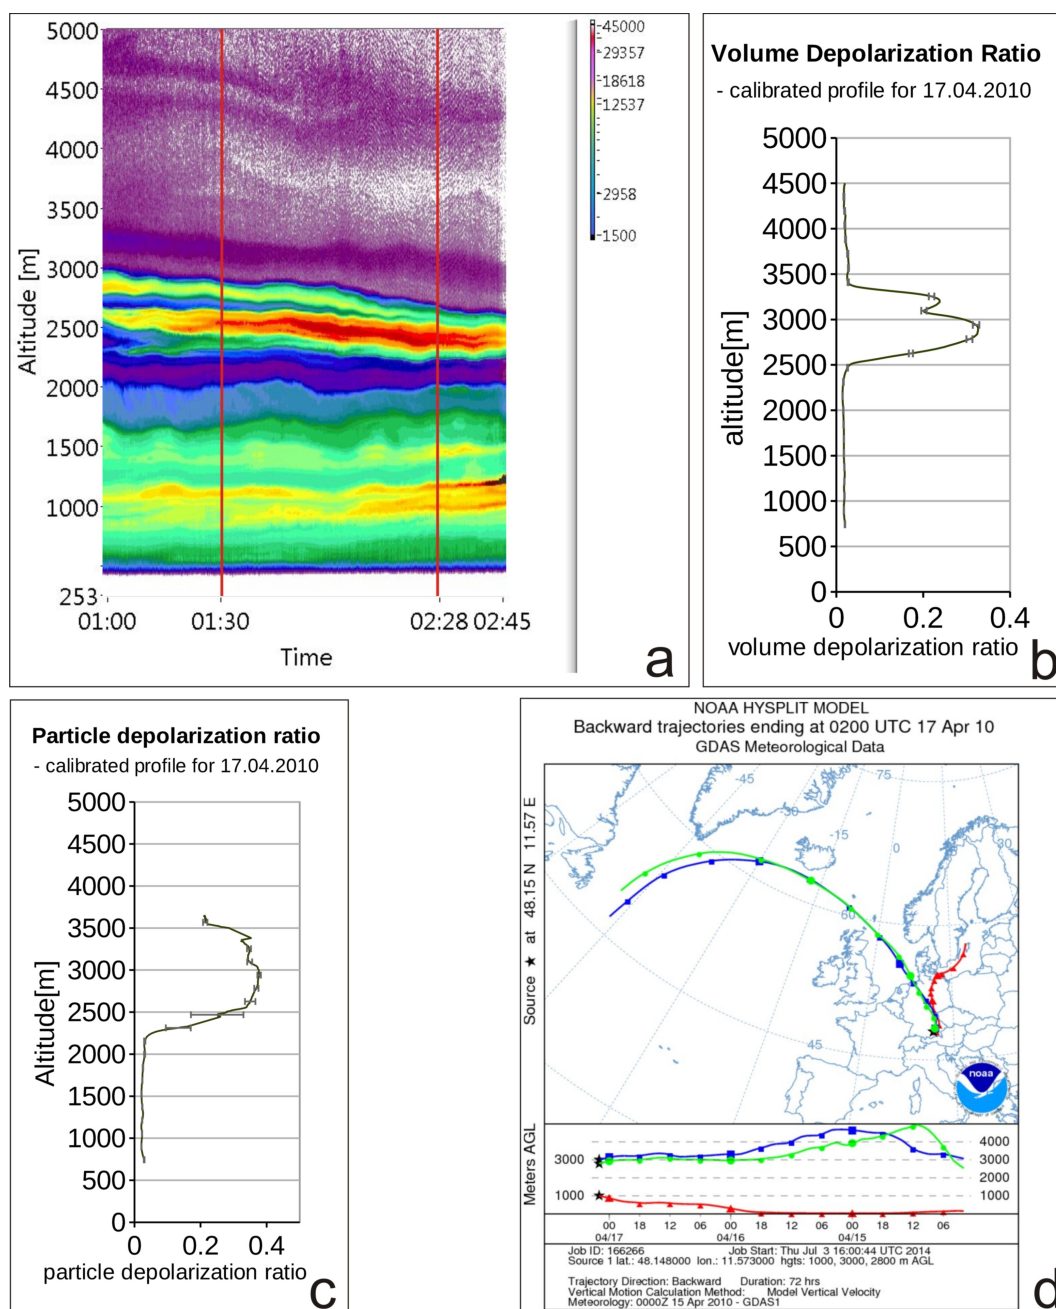 5000
4500
4000
3500
3000
2500
2000
1500
1000
253
Altitude [m]
01:00 01:30 02:28 02:45
Time
45000
29357
18618
12537
2958
1500
a
Volume Depolarization Ratio
- calibrated profile for 17.04.2010
5000
4500
4000
3500
3000
2500
2000
1500
1000
500
0
altitude[m]
0 0.2 0.4
volume depolarization ratio
b
Particle depolarization ratio
- calibrated profile for 17.04.2010
5000
4500
4000
3500
3000
2500
2000
1500
1000
500
0
Altitude[m]
0 0.2 0.4
particle depolarization ratio
c
NOAA HYSPLIT MODEL
Backward trajectories ending at 0200 UTC 17 Apr 10
GDAS Meteorological Data
Source ★ at 48.15 N 11.57 E
-45
75
-30
-15
0
30
60
45
noaa
Meters AGL
3000
1000
4000
3000
2000
1000
00 18 12 06 00 18 12 06 00 18 12 06
04/17 04/16 04/15
Job ID: 166266 Job Start: Thu Jul 3 16:00:44 UTC 2014
Source 1 lat.: 48.148000 lon.: 11.573000 hgts: 1000, 3000, 2800 m AGL
Trajectory Direction: Backward Duration: 72 hrs
Vertical Motion Calculation Method: Model Vertical Velocity
Meteorology: 0000Z 15 Apr 2010 - GDAS1
d